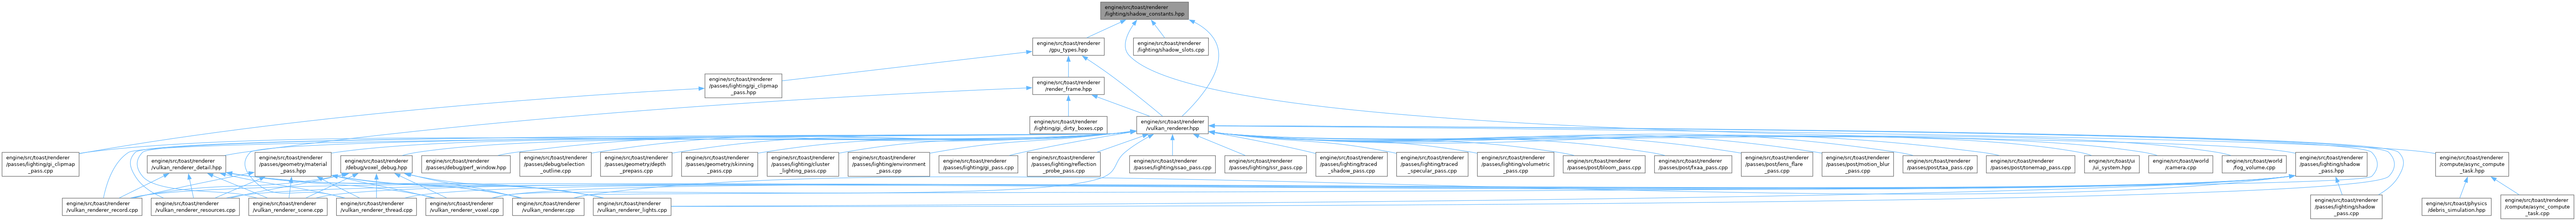 engine/src/toast/renderer
/lighting/shadow_constants.hpp
engine/src/toast/renderer
/gpu_types.hpp
engine/src/toast/renderer
/lighting/shadow_slots.cpp
engine/src/toast/renderer
/passes/lighting/gi_clipmap
_pass.hpp
engine/src/toast/renderer
/render_frame.hpp
engine/src/toast/renderer
/lighting/gi_dirty_boxes.cpp
engine/src/toast/renderer
/vulkan_renderer.hpp
engine/src/toast/renderer
/passes/lighting/gi_clipmap
_pass.cpp
engine/src/toast/renderer
/vulkan_renderer_detail.hpp
engine/src/toast/renderer
/passes/geometry/material
_pass.hpp
engine/src/toast/renderer
/debug/voxel_debug.hpp
engine/src/toast/renderer
/passes/debug/perf_window.hpp
engine/src/toast/renderer
/passes/debug/selection
_outline.cpp
engine/src/toast/renderer
/passes/geometry/depth
_prepass.cpp
engine/src/toast/renderer
/passes/geometry/skinning
_pass.cpp
engine/src/toast/renderer
/passes/lighting/cluster
_lighting_pass.cpp
engine/src/toast/renderer
/passes/lighting/environment
_pass.cpp
engine/src/toast/renderer
/passes/lighting/gi_pass.cpp
engine/src/toast/renderer
/passes/lighting/reflection
_probe_pass.cpp
engine/src/toast/renderer
/passes/lighting/ssao_pass.cpp
engine/src/toast/renderer
/passes/lighting/ssr_pass.cpp
engine/src/toast/renderer
/passes/lighting/traced
_shadow_pass.cpp
engine/src/toast/renderer
/passes/lighting/traced
_specular_pass.cpp
engine/src/toast/renderer
/passes/lighting/volumetric
_pass.cpp
engine/src/toast/renderer
/passes/post/bloom_pass.cpp
engine/src/toast/renderer
/passes/post/fxaa_pass.cpp
engine/src/toast/renderer
/passes/post/lens_flare
_pass.cpp
engine/src/toast/renderer
/passes/post/motion_blur
_pass.cpp
engine/src/toast/renderer
/passes/post/taa_pass.cpp
engine/src/toast/renderer
/passes/post/tonemap_pass.cpp
engine/src/toast/ui
/ui_system.hpp
engine/src/toast/world
/camera.cpp
engine/src/toast/world
/fog_volume.cpp
engine/src/toast/renderer
/passes/lighting/shadow
_pass.hpp
engine/src/toast/renderer
/compute/async_compute
_task.hpp
engine/src/toast/renderer
/vulkan_renderer_record.cpp
engine/src/toast/renderer
/vulkan_renderer_resources.cpp
engine/src/toast/renderer
/vulkan_renderer_scene.cpp
engine/src/toast/renderer
/vulkan_renderer_thread.cpp
engine/src/toast/renderer
/vulkan_renderer_voxel.cpp
engine/src/toast/renderer
/vulkan_renderer.cpp
engine/src/toast/renderer
/vulkan_renderer_lights.cpp
engine/src/toast/renderer
/passes/lighting/shadow
_pass.cpp
engine/src/toast/physics
/debris_simulation.hpp
engine/src/toast/renderer
/compute/async_compute
_task.cpp